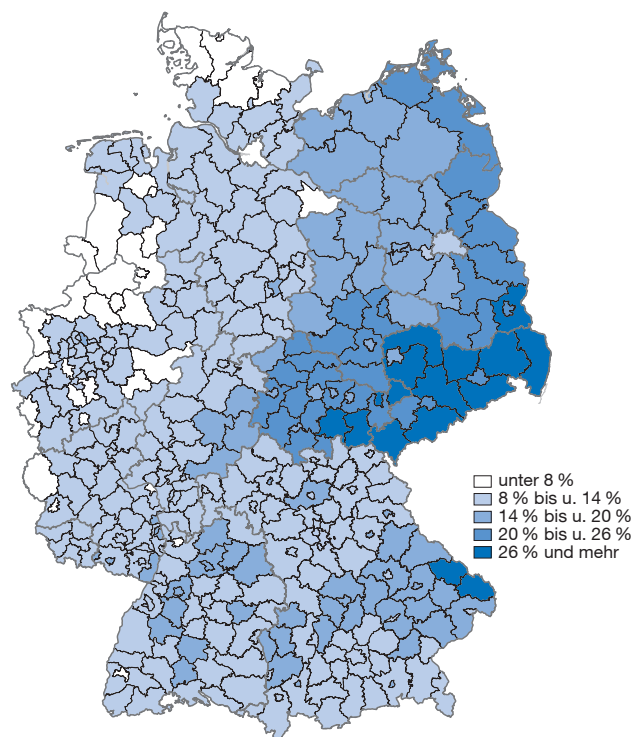 unter 8 %
8 % bis u. 14 %
14 % bis u. 20 %
20 % bis u. 26 %
26 % und mehr